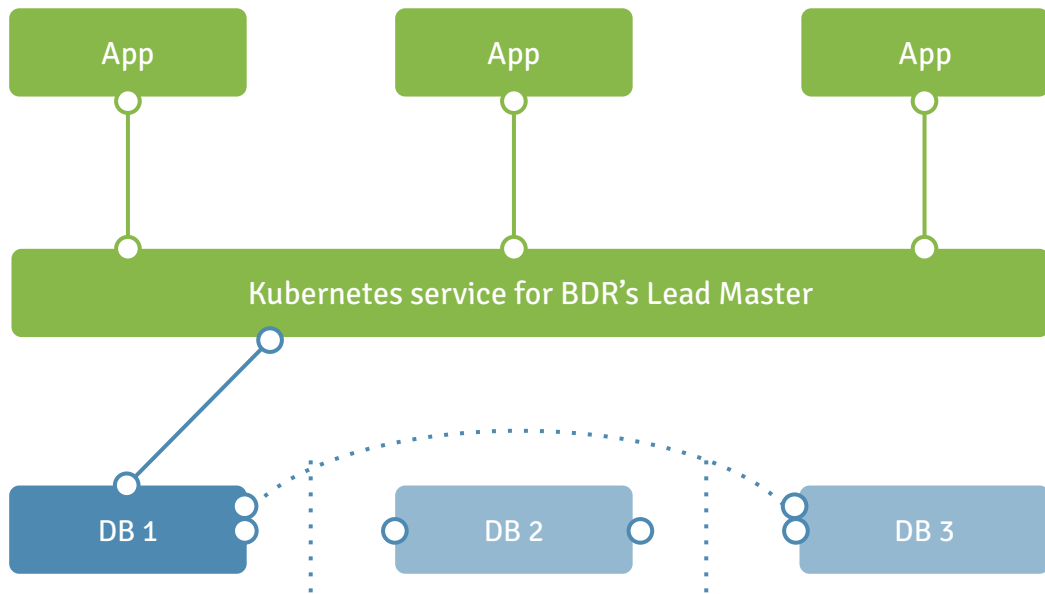 App
App
App
Kubernetes service for BDR’s Lead Master
DB 1
DB 2
DB 3